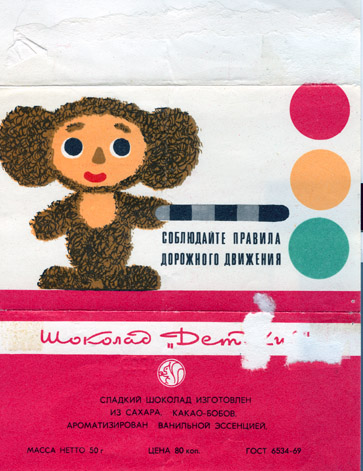 СОБЛЮДАЙТЕ ПРАВИЛА
ДОРОЖНОГО ДВИЖЕНИЯ
Шоколад
СЛАДКИЙ ШОКОЛАД ИЗГОТОВЛЕН
ИЗ САХАРА, КАКАО-БОБОВ.
АРОМАТИЗИРОВАН ВАНИЛЬНОЙ ЭССЕНЦИЕЙ.
МАССА НЕТТО 50 г ЦЕНА 80 коп. ГОСТ 6534-69